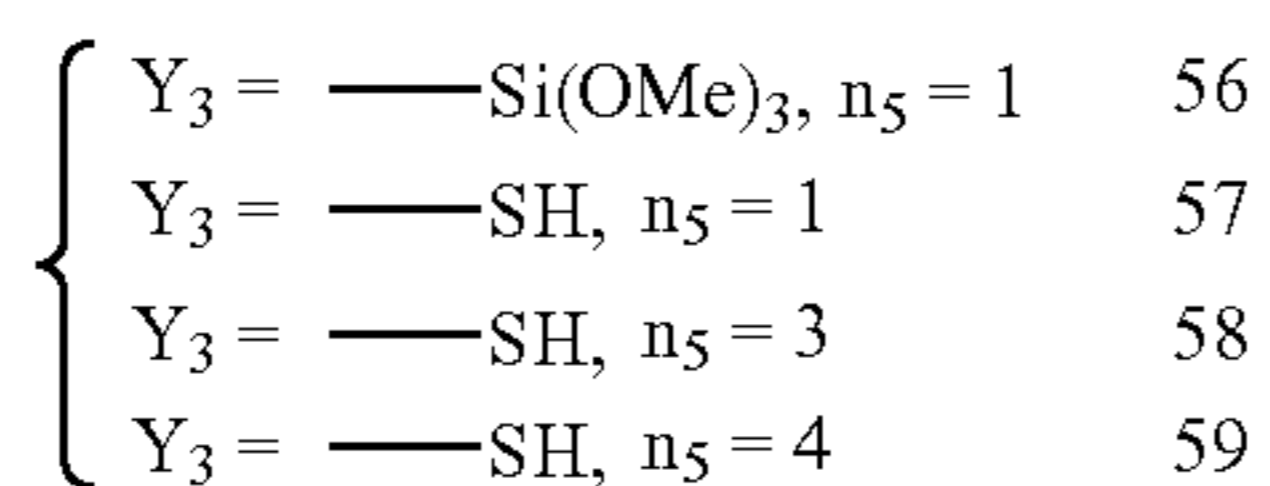 Y₃ = —Si(OMe)₃, n₅ = 1 56
Y₃ = —SH, n₅ = 1 57
Y₃ = —SH, n₅ = 3 58
Y₃ = —SH, n₅ = 4 59